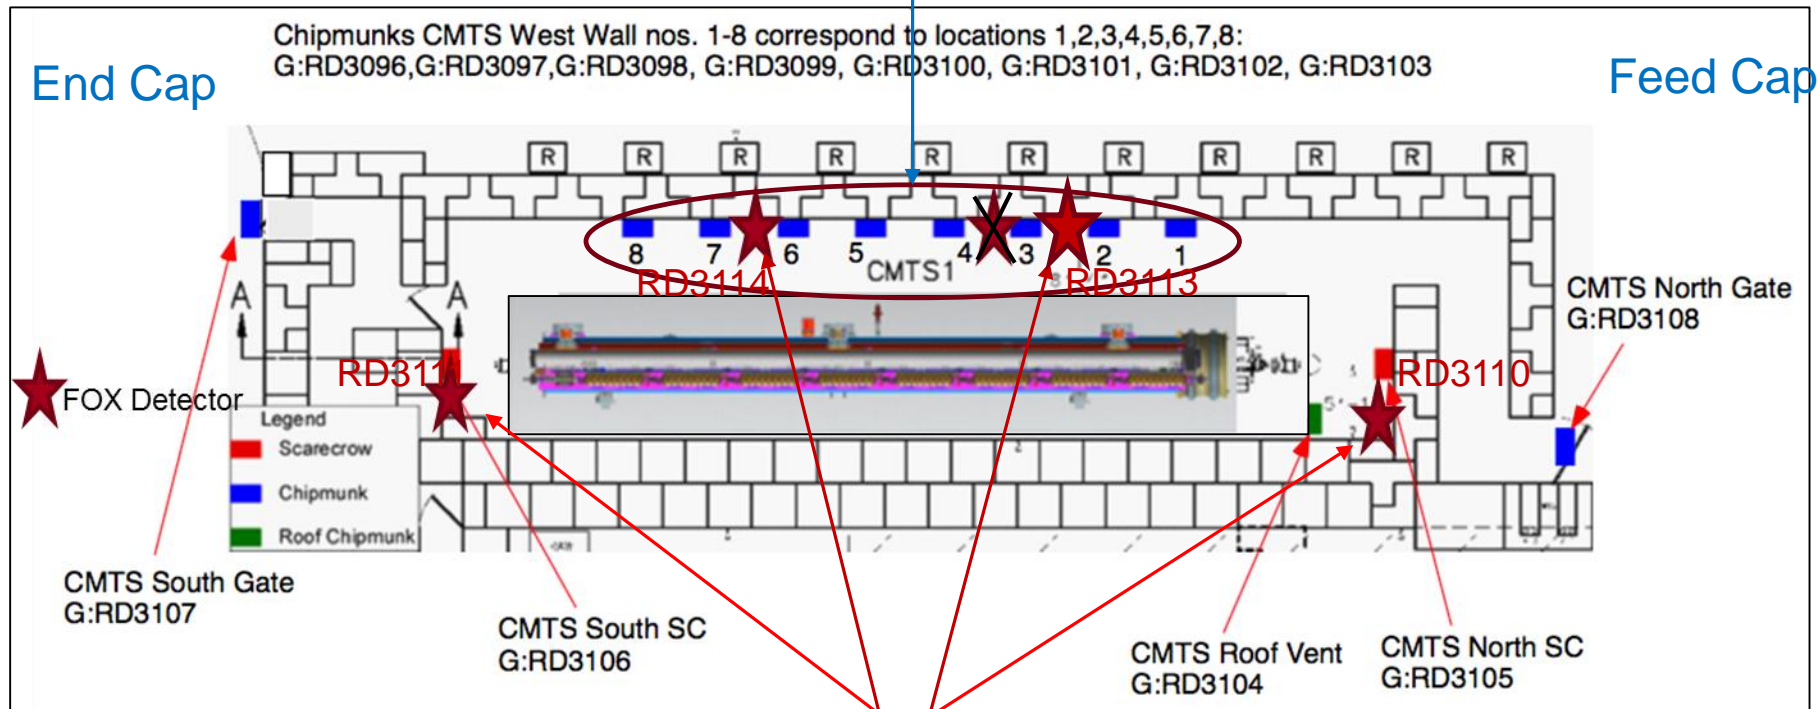 Chipmunks CMTS West Wall nos. 1-8 correspond to locations 1,2,3,4,5,6,7,8:
G:RD3096,G:RD3097,G:RD3098, G:RD3099, G:RD3100, G:RD3101, G:RD3102, G:RD3103
End Cap
Feed Cap
R R R R R R R R R R R
8 7 6 5 4 3 2 1
CMTS1
RD3114
RD3113
A A
CMTS North Gate
G:RD3108
RD311
RD3110
FOX Detector
Legend
Scarecrow
Chipmunk
Roof Chipmunk
CMTS South Gate
G:RD3107
CMTS South SC
G:RD3106
CMTS Roof Vent
G:RD3104
CMTS North SC
G:RD3105